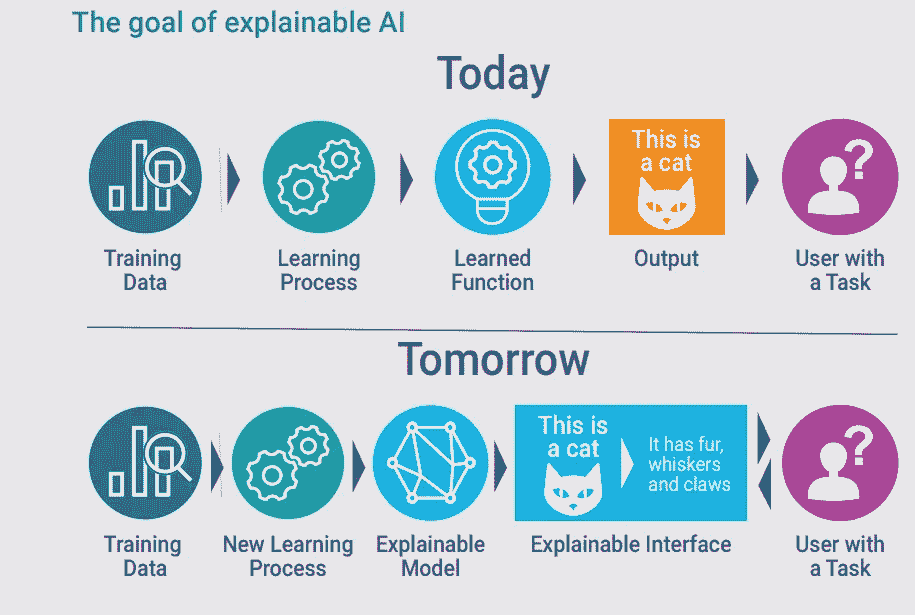 The goal of explainable AI
Today
This is
a cat
Training
Data
Learning
Process
Learned
Function
Output
User with
a Task
Tomorrow
This is
a cat
It has fur,
whiskers
and claws
Training
Data
New Learning
Process
Explainable
Model
Explainable Interface
User with
a Task